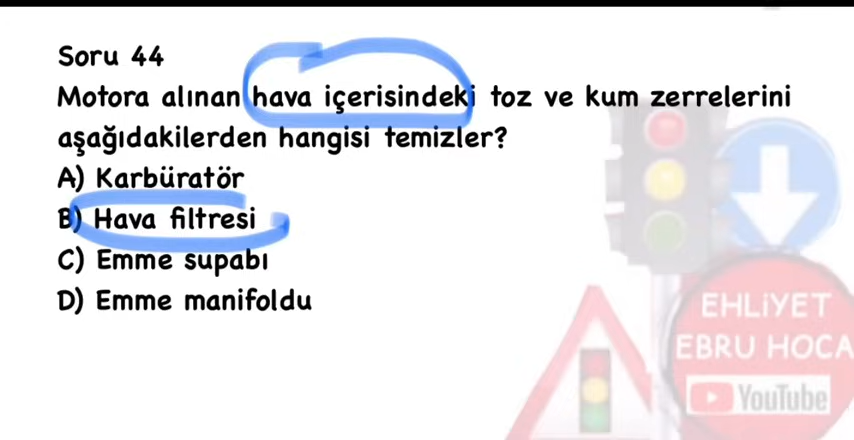 Soru 44
Motora alınan hava içerisindeki toz ve kum zerrelerini
aşağıdakilerden hangisi temizler?
A) Karbüratör
B) Hava filtresi
C) Emme supabı
D) Emme manifoldu
EHLİYET
EBRU HOCA
YouTube